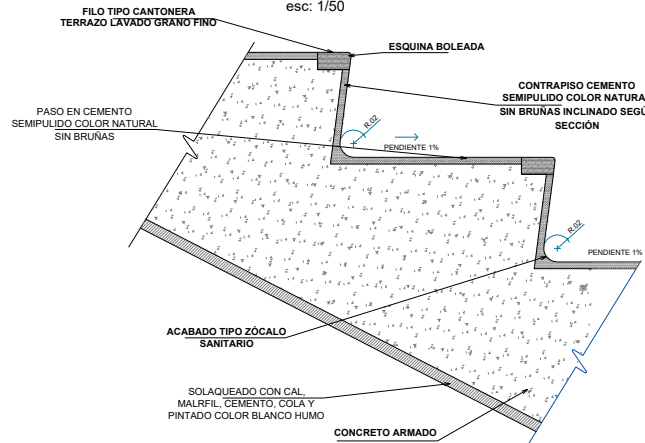 esc: 1/50
FILO TIPO CANTONERA
TERRAZO LAVADO GRANO FINO
ESQUINA BOLEADA
CONTRAPISO CEMENTO
SEMIPULIDO COLOR NATURA
SIN BRUÑAS INCLINADO SEGÚ
SECCIÓN
PASO EN CEMENTO
SEMIPULIDO COLOR NATURAL
SIN BRUÑAS
R.02
PENDIENTE 1%
R.02
PENDIENTE 1%
ACABADO TIPO ZÓCALO
SANITARIO
SOLAQUEADO CON CAL,
MALRFIL, CEMENTO, COLA Y
PINTADO COLOR BLANCO HUMO
CONCRETO ARMADO